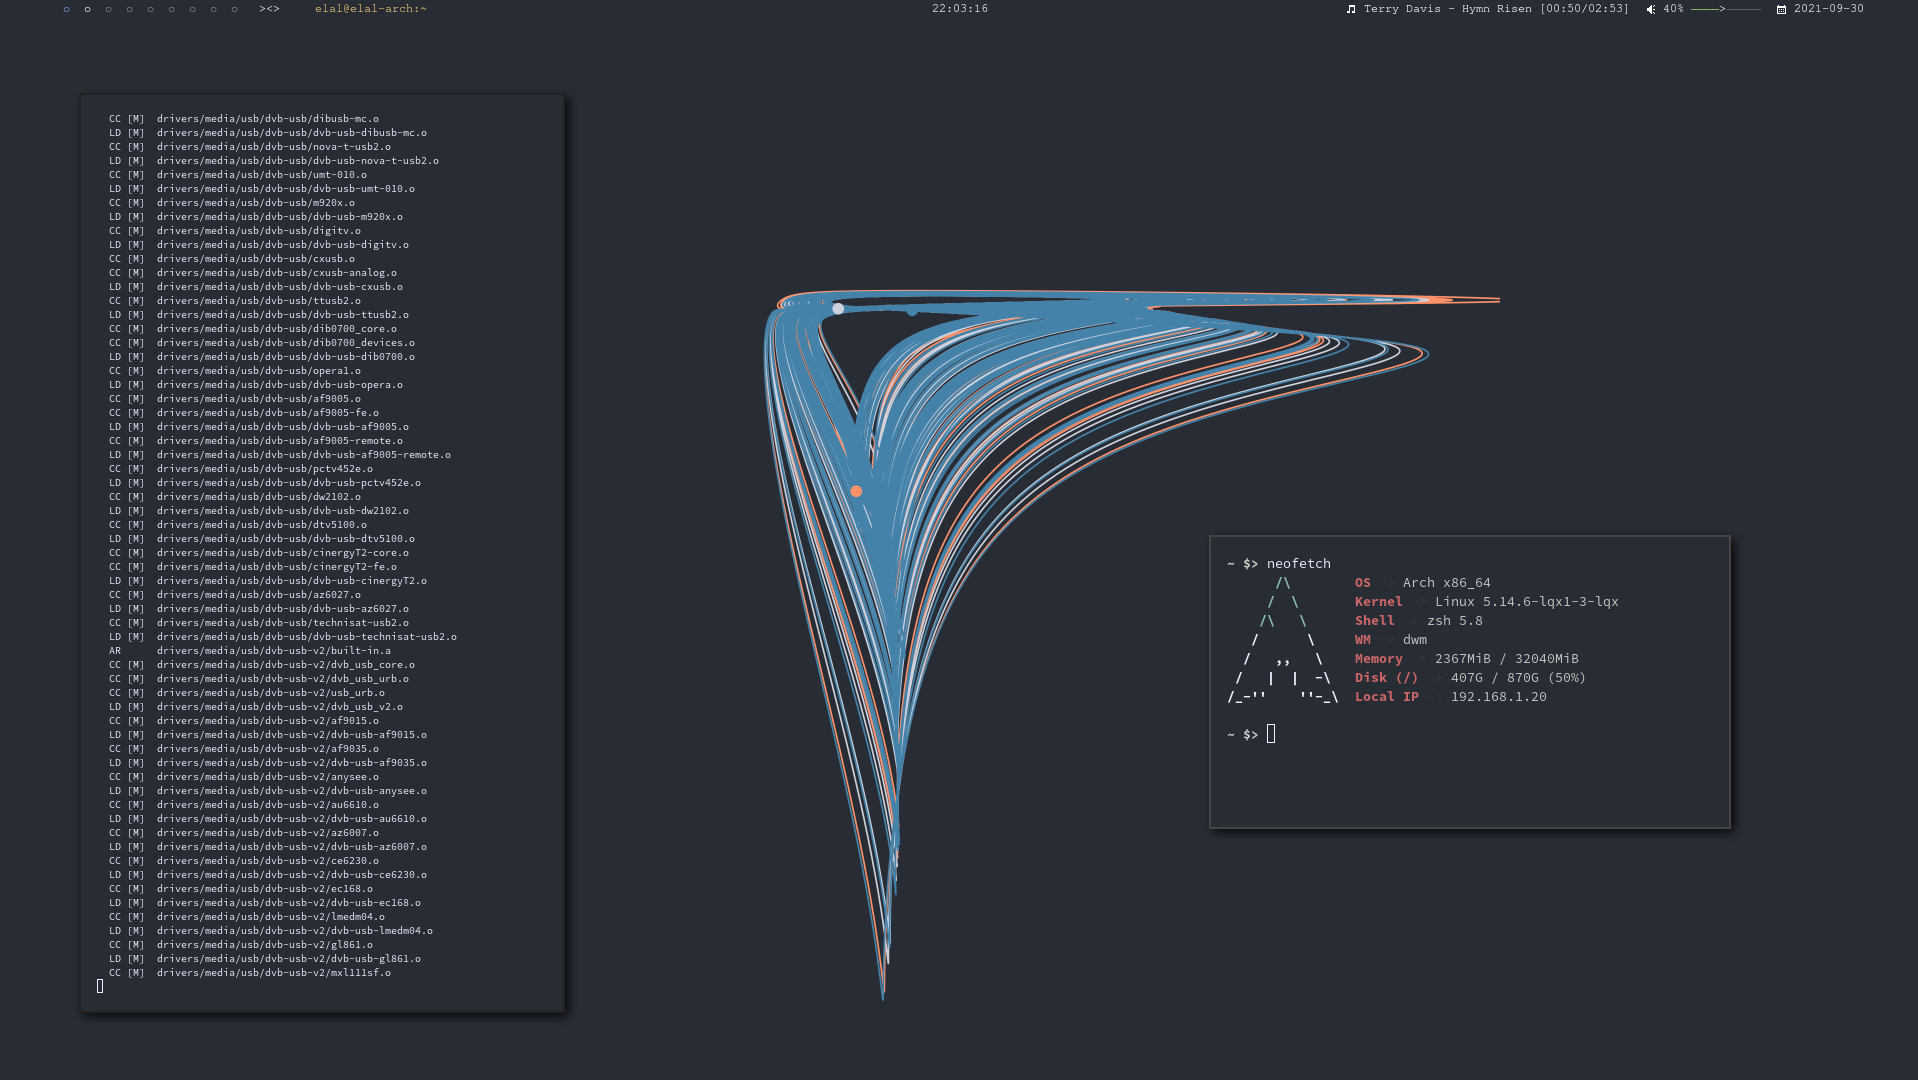 ><> elal@elal-arch:~ 22:03:16 Terry Davis - Hymn Risen [00:50/02:53] 40% ————>———— 2021-09-30
CC [M] drivers/media/usb/dvb-usb/dibusb-mc.o
LD [M] drivers/media/usb/dvb-usb/dvb-usb-dibusb-mc.o
CC [M] drivers/media/usb/dvb-usb/nova-t-usb2.o
LD [M] drivers/media/usb/dvb-usb/dvb-usb-nova-t-usb2.o
CC [M] drivers/media/usb/dvb-usb/umt-010.o
LD [M] drivers/media/usb/dvb-usb/dvb-usb-umt-010.o
CC [M] drivers/media/usb/dvb-usb/m920x.o
LD [M] drivers/media/usb/dvb-usb/dvb-usb-m920x.o
CC [M] drivers/media/usb/dvb-usb/digitv.o
LD [M] drivers/media/usb/dvb-usb/dvb-usb-digitv.o
CC [M] drivers/media/usb/dvb-usb/cxusb.o
CC [M] drivers/media/usb/dvb-usb/cxusb-analog.o
LD [M] drivers/media/usb/dvb-usb/dvb-usb-cxusb.o
CC [M] drivers/media/usb/dvb-usb/ttusb2.o
LD [M] drivers/media/usb/dvb-usb/dvb-usb-ttusb2.o
CC [M] drivers/media/usb/dvb-usb/dib0700_core.o
CC [M] drivers/media/usb/dvb-usb/dib0700_devices.o
LD [M] drivers/media/usb/dvb-usb/dvb-usb-dib0700.o
CC [M] drivers/media/usb/dvb-usb/opera1.o
LD [M] drivers/media/usb/dvb-usb/dvb-usb-opera.o
CC [M] drivers/media/usb/dvb-usb/af9005.o
CC [M] drivers/media/usb/dvb-usb/af9005-fe.o
LD [M] drivers/media/usb/dvb-usb/dvb-usb-af9005.o
CC [M] drivers/media/usb/dvb-usb/af9005-remote.o
LD [M] drivers/media/usb/dvb-usb/dvb-usb-af9005-remote.o
CC [M] drivers/media/usb/dvb-usb/pctv452e.o
LD [M] drivers/media/usb/dvb-usb/dvb-usb-pctv452e.o
CC [M] drivers/media/usb/dvb-usb/dw2102.o
LD [M] drivers/media/usb/dvb-usb/dvb-usb-dw2102.o
CC [M] drivers/media/usb/dvb-usb/dtv5100.o
LD [M] drivers/media/usb/dvb-usb/dvb-usb-dtv5100.o
CC [M] drivers/media/usb/dvb-usb/cinergyT2-core.o
CC [M] drivers/media/usb/dvb-usb/cinergyT2-fe.o
LD [M] drivers/media/usb/dvb-usb/dvb-usb-cinergyT2.o
CC [M] drivers/media/usb/dvb-usb/az6027.o
LD [M] drivers/media/usb/dvb-usb/dvb-usb-az6027.o
CC [M] drivers/media/usb/dvb-usb/technisat-usb2.o
LD [M] drivers/media/usb/dvb-usb/dvb-usb-technisat-usb2.o
AR drivers/media/usb/dvb-usb-v2/built-in.a
CC [M] drivers/media/usb/dvb-usb-v2/dvb_usb_core.o
CC [M] drivers/media/usb/dvb-usb-v2/dvb_usb_urb.o
CC [M] drivers/media/usb/dvb-usb-v2/usb_urb.o
LD [M] drivers/media/usb/dvb-usb-v2/dvb_usb_v2.o
CC [M] drivers/media/usb/dvb-usb-v2/af9015.o
LD [M] drivers/media/usb/dvb-usb-v2/dvb-usb-af9015.o
CC [M] drivers/media/usb/dvb-usb-v2/af9035.o
LD [M] drivers/media/usb/dvb-usb-v2/dvb-usb-af9035.o
CC [M] drivers/media/usb/dvb-usb-v2/anysee.o
LD [M] drivers/media/usb/dvb-usb-v2/dvb-usb-anysee.o
CC [M] drivers/media/usb/dvb-usb-v2/au6610.o
LD [M] drivers/media/usb/dvb-usb-v2/dvb-usb-au6610.o
CC [M] drivers/media/usb/dvb-usb-v2/az6007.o
LD [M] drivers/media/usb/dvb-usb-v2/dvb-usb-az6007.o
CC [M] drivers/media/usb/dvb-usb-v2/ce6230.o
LD [M] drivers/media/usb/dvb-usb-v2/dvb-usb-ce6230.o
CC [M] drivers/media/usb/dvb-usb-v2/ec168.o
LD [M] drivers/media/usb/dvb-usb-v2/dvb-usb-ec168.o
CC [M] drivers/media/usb/dvb-usb-v2/lmedm04.o
LD [M] drivers/media/usb/dvb-usb-v2/dvb-usb-lmedm04.o
CC [M] drivers/media/usb/dvb-usb-v2/gl861.o
LD [M] drivers/media/usb/dvb-usb-v2/dvb-usb-gl861.o
CC [M] drivers/media/usb/dvb-usb-v2/mxl111sf.o
~ $> neofetch
/\ OS -> Arch x86_64
/ \ Kernel -> Linux 5.14.6-lqx1-3-lqx
/\ \ Shell -> zsh 5.8
/ \ WM -> dwm
/ ,, \ Memory -> 2367MiB / 32040MiB
/ | | -\ Disk (/) -> 407G / 870G (50%)
/_-'' ''-_\ Local IP -> 192.168.1.20
~ $>